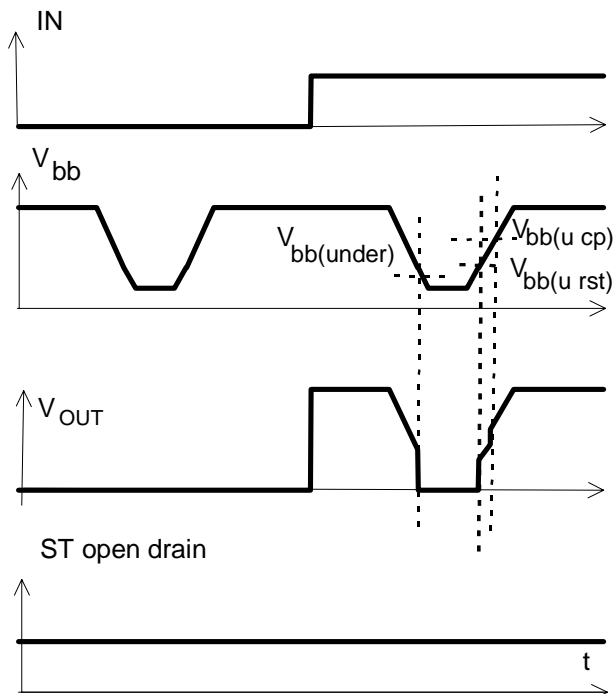 IN
V bb
V bb(under)
V bb(u cp)
V bb(u rst)
V OUT
ST open drain
t